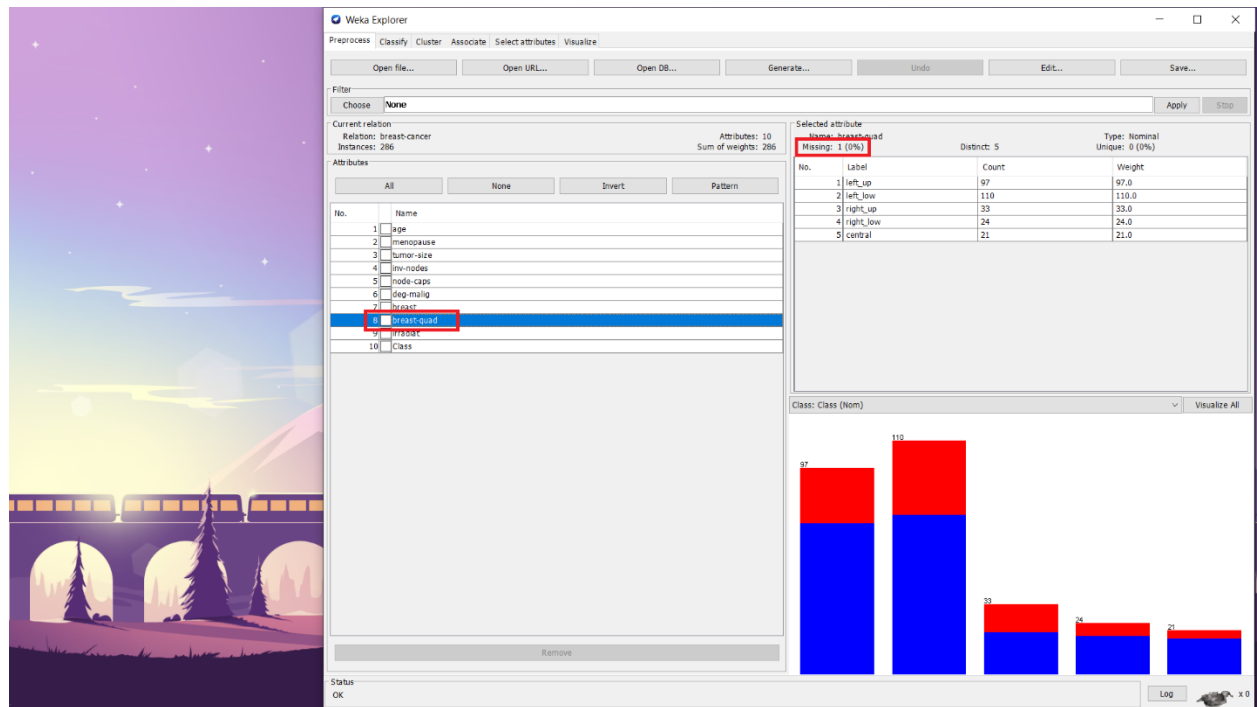 Weka Explorer
Preprocess Classify Cluster Associate Select attributes Visualize
Open file... Open URL... Open DB... Generate... Undo Edit... Save...
Filter
Choose None Apply Stop
Current relation
Relation: breast-cancer Attributes: 10
Instances: 286 Sum of weights: 286
Attributes
All None Invert Pattern
No. Name
1 age
2 menopause
3 tumor-size
4 inv-nodes
5 node-caps
6 deg-malig
7 breast
8 breast-quad
9 irradiat
10 Class
Remove
Selected attribute
Name: breast-quad Type: Nominal
Missing: 1 (0%) Distinct: 5 Unique: 0 (0%)
No. Label Count Weight
1 left_up 97 97.0
2 left_low 110 110.0
3 right_up 33 33.0
4 right_low 24 24.0
5 central 21 21.0
Class: Class (Nom) Visualize All
97 110 33 24 21
Status
OK Log x 0